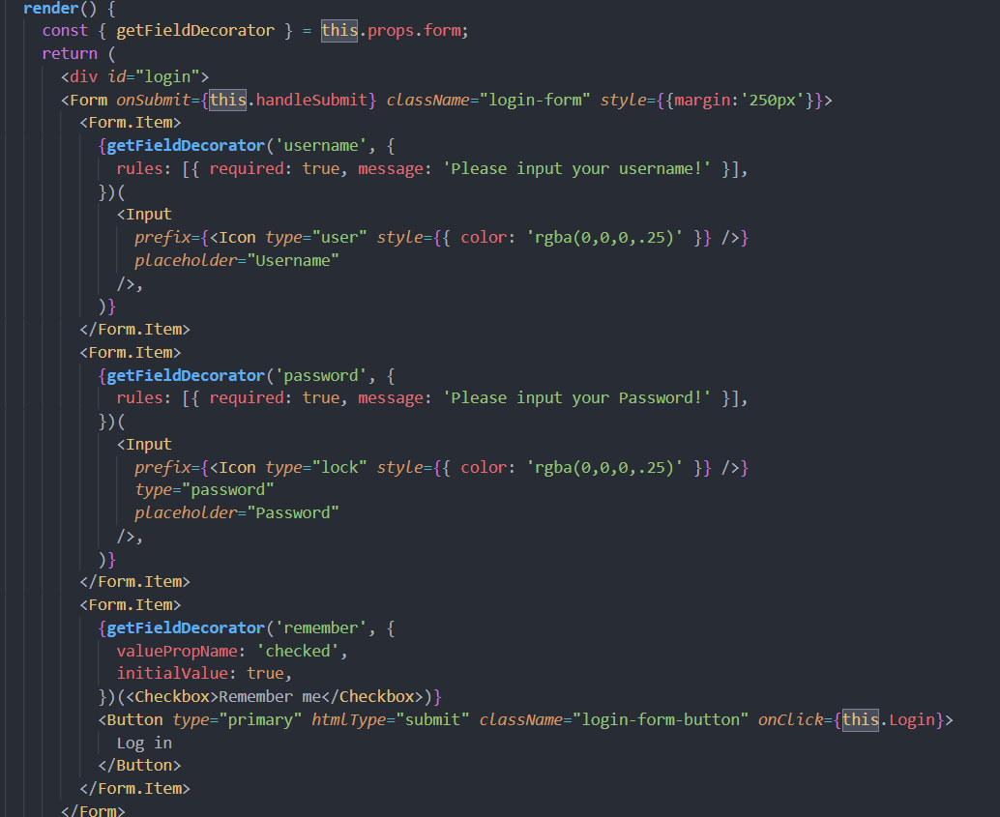 render() {
const { getFieldDecorator } = this.props.form;
return (
<div id="login">
<Form onSubmit={this.handleSubmit} className="login-form" style={{margin:'250px'}}>
<Form.Item>
{getFieldDecorator('username', {
rules: [{ required: true, message: 'Please input your username!' }],
})(
<Input
prefix={<Icon type="user" style={{ color: 'rgba(0,0,0,.25)' }} />}
placeholder="Username"
/>,
)}
</Form.Item>
<Form.Item>
{getFieldDecorator('password', {
rules: [{ required: true, message: 'Please input your Password!' }],
})(
<Input
prefix={<Icon type="lock" style={{ color: 'rgba(0,0,0,.25)' }} />}
type="password"
placeholder="Password"
/>,
)}
</Form.Item>
<Form.Item>
{getFieldDecorator('remember', {
valuePropName: 'checked',
initialValue: true,
})(<Checkbox>Remember me</Checkbox>)}
<Button type="primary" htmlType="submit" className="login-form-button" onClick={this.Login}>
Log in
</Button>
</Form.Item>
</Form>